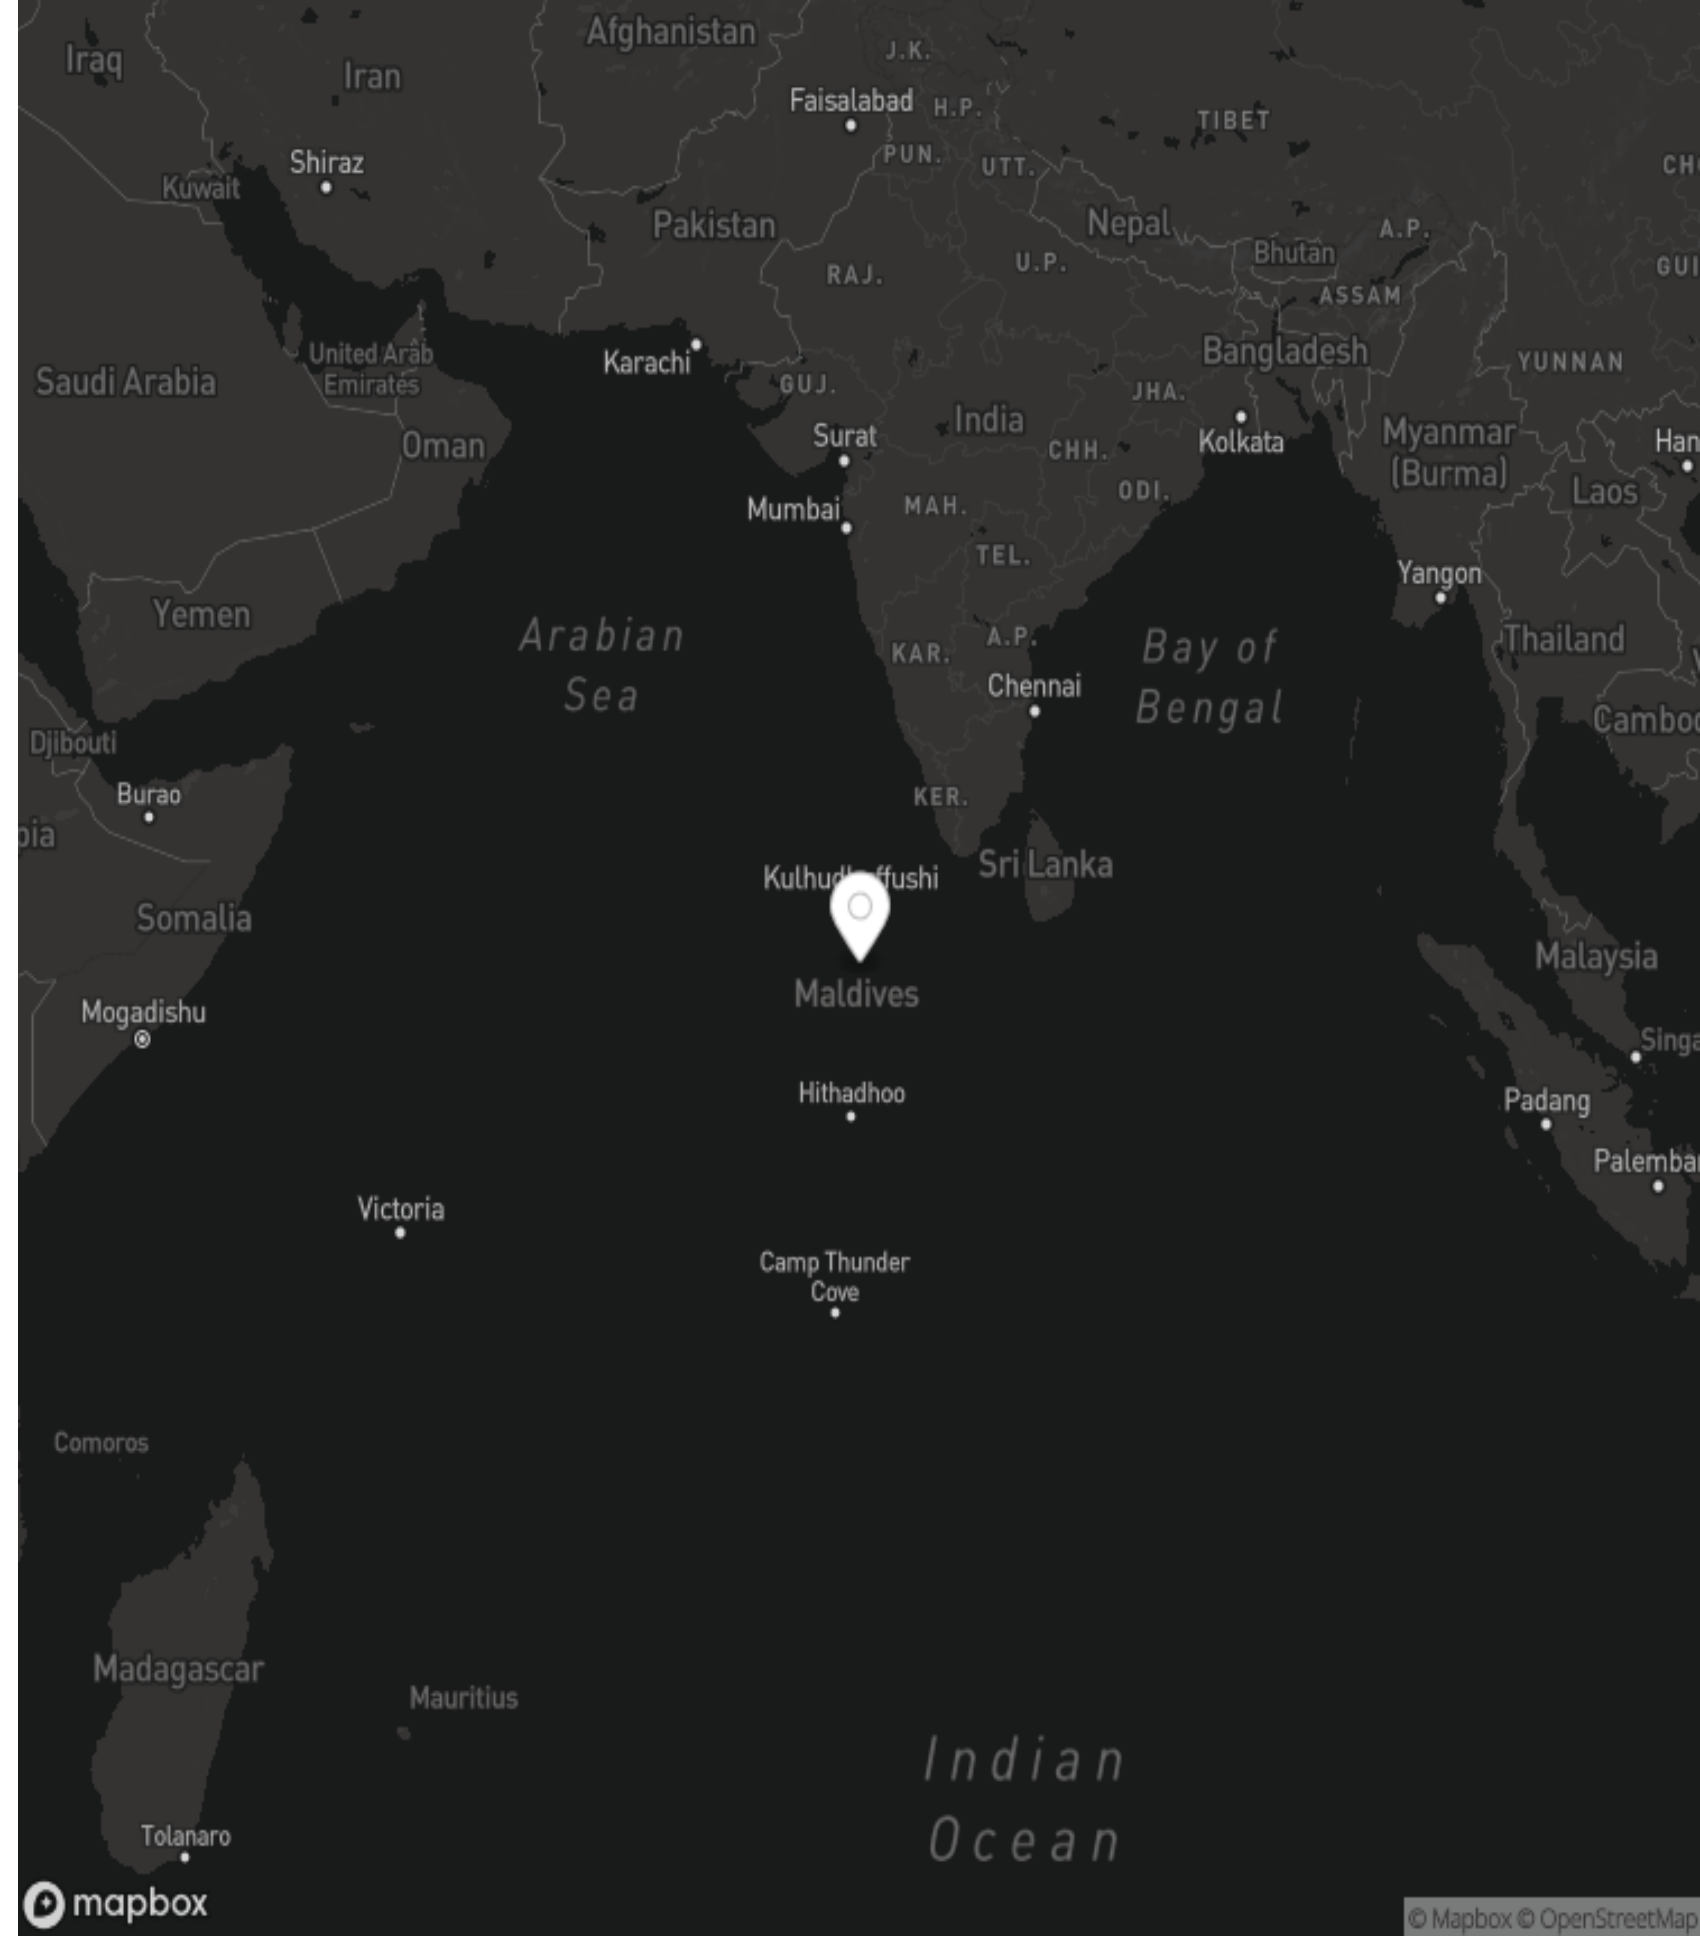 Afghanistan
J.K.
Iraq
Iran
Faisalabad
H.P.
TIBET
PUN.
UTT.
Shiraz
Kuwait
Pakistan
Nepal
A.P.
Bhutan
RAJ.
U.P.
ASSAM
United Arab
Emirates
Karachi
Bangladesh
YUNNAN
Saudi Arabia
GUJ.
JHA.
India
Surat
Kolkata
Myanmar
(Burma)
Oman
CHH.
Laos
ODI.
Mumbai
MAH.
TEL.
Yangon
Yemen
Arabian
Sea
A.P.
KAR.
Bay of
Bengal
Thailand
Chennai
Djibouti
Burao
KER.
Sri Lanka
Somalia
Malaysia
Maldives
Mogadishu
Hithadhoo
Padang
Victoria
Camp Thunder
Cove
Comoros
Madagascar
Mauritius
Indian
Ocean
Tolanaro
mapbox
© Mapbox © OpenStreetMap